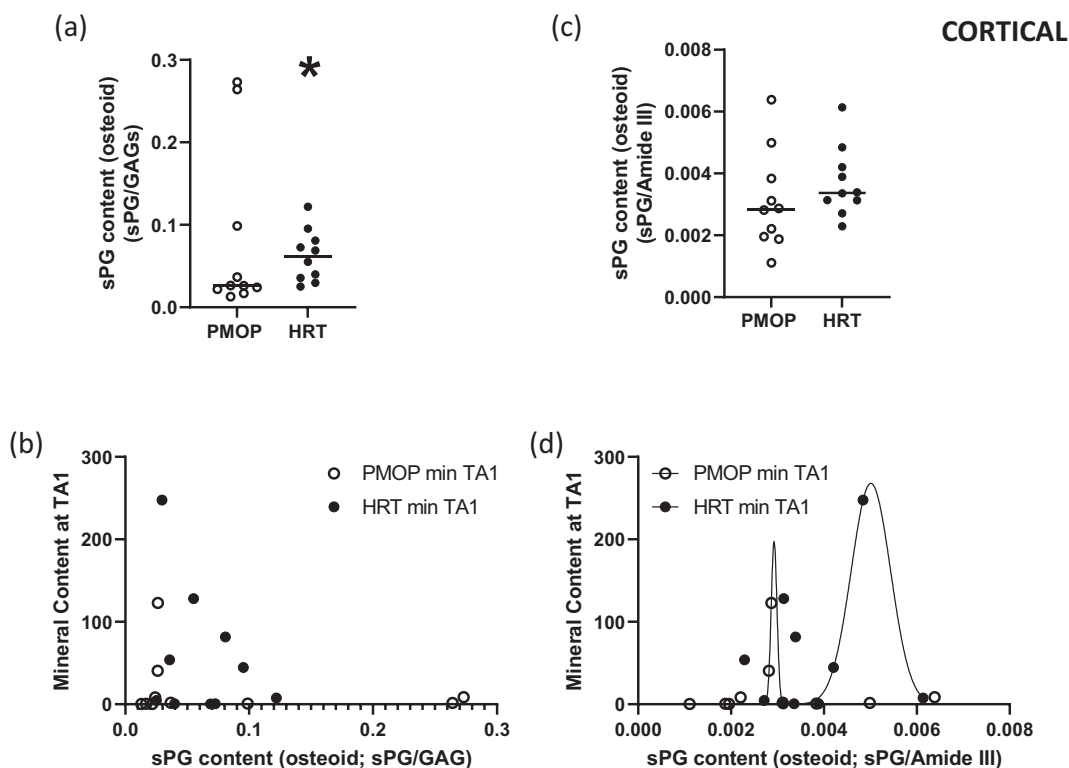 (a)
sPG content (osteoid)
(sPG/GAGs)
0.3
0.2
0.1
0.0
*
PMOP HRT
(c)
CORTICAL
sPG content (osteoid)
(sPG/Amide III)
0.008
0.006
0.004
0.002
0.000
PMOP HRT
(b)
Mineral Content at TA1
300
200
100
0
PMOP min TA1
HRT min TA1
0.0 0.1 0.2 0.3
sPG content (osteoid; sPG/GAG)
(d)
Mineral Content at TA1
300
200
100
0
PMOP min TA1
HRT min TA1
0.000 0.002 0.004 0.006 0.008
sPG content (osteoid; sPG/Amide III)